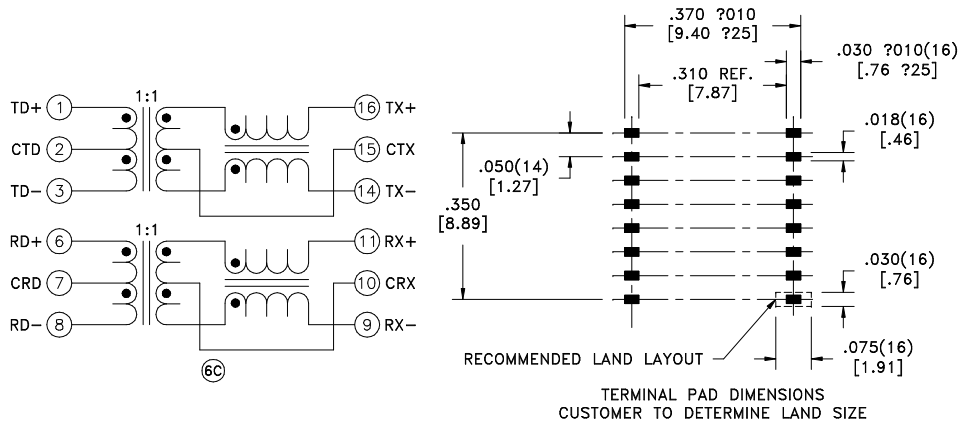 1:1
TD+ 1
CTD 2
TD- 3
16 TX+
15 CTX
14 TX-
1:1
RD+ 6
CRD 7
RD- 8
11 RX+
10 CRX
9 RX-
6C
.370 ?010
[9.40 ?25]
.030 ?010(16)
[.76 ?25]
.310 REF.
[7.87]
.018(16)
[.46]
.050(14)
[1.27]
.350
[8.89]
.030(16)
[.76]
.075(16)
[1.91]
RECOMMENDED LAND LAYOUT
TERMINAL PAD DIMENSIONS
CUSTOMER TO DETERMINE LAND SIZE